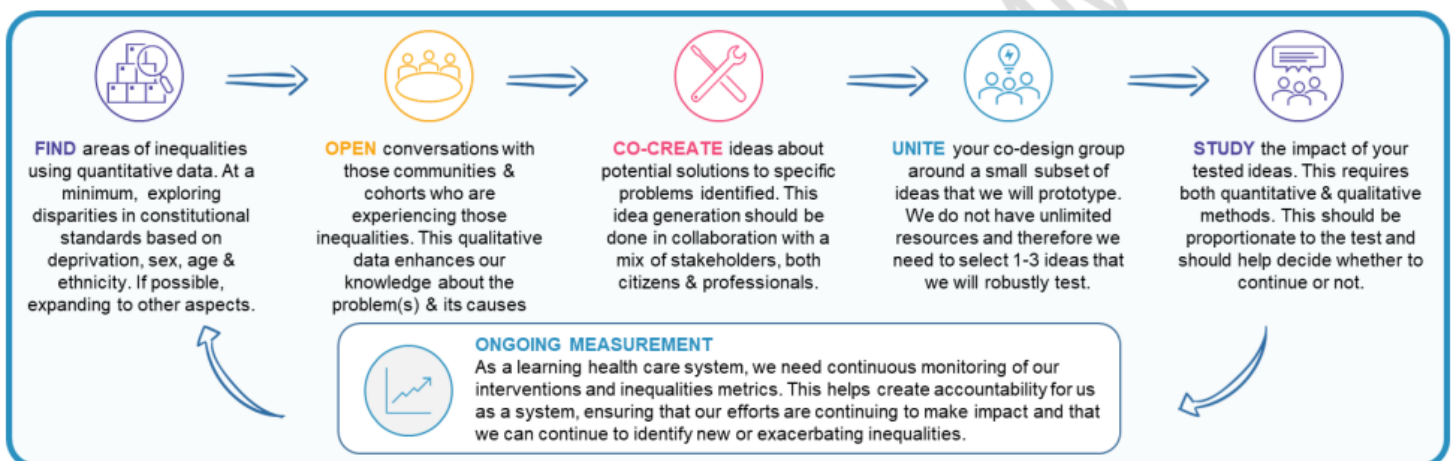 FIND areas of inequalities
using quantitative data. At a
minimum, exploring
disparities in constitutional
standards based on
deprivation, sex, age &
ethnicity. If possible,
expanding to other aspects.
OPEN conversations with
those communities &
cohorts who are
experiencing those
inequalities. This qualitative
data enhances our
knowledge about the
problem(s) & its causes
CO-CREATE ideas about
potential solutions to specific
problems identified. This
idea generation should be
done in collaboration with a
mix of stakeholders, both
citizens & professionals.
UNITE your co-design group
around a small subset of
ideas that we will prototype.
We do not have unlimited
resources and therefore we
need to select 1-3 ideas that
we will robustly test.
STUDY the impact of your
tested ideas. This requires
both quantitative & qualitative
methods. This should be
proportionate to the test and
should help decide whether to
continue or not.
ONGOING MEASUREMENT
As a learning health care system, we need continuous monitoring of our
interventions and inequalities metrics. This helps create accountability for us
as a system, ensuring that our efforts are continuing to make impact and that
we can continue to identify new or exacerbating inequalities.